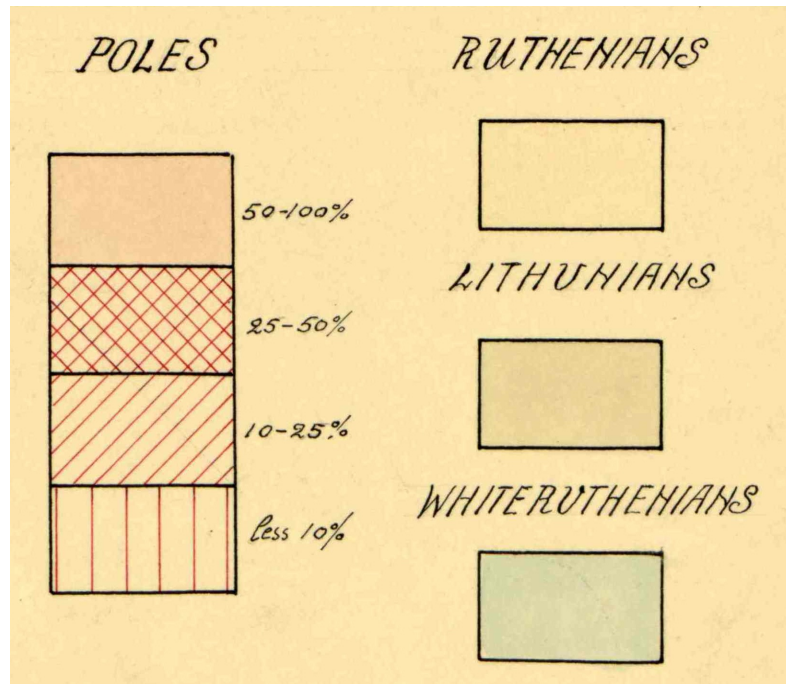 POLES
50-100%
25-50%
10-25%
less 10%
RUTHENIANS
LITHUNIANS
WHITERUTHENIANS